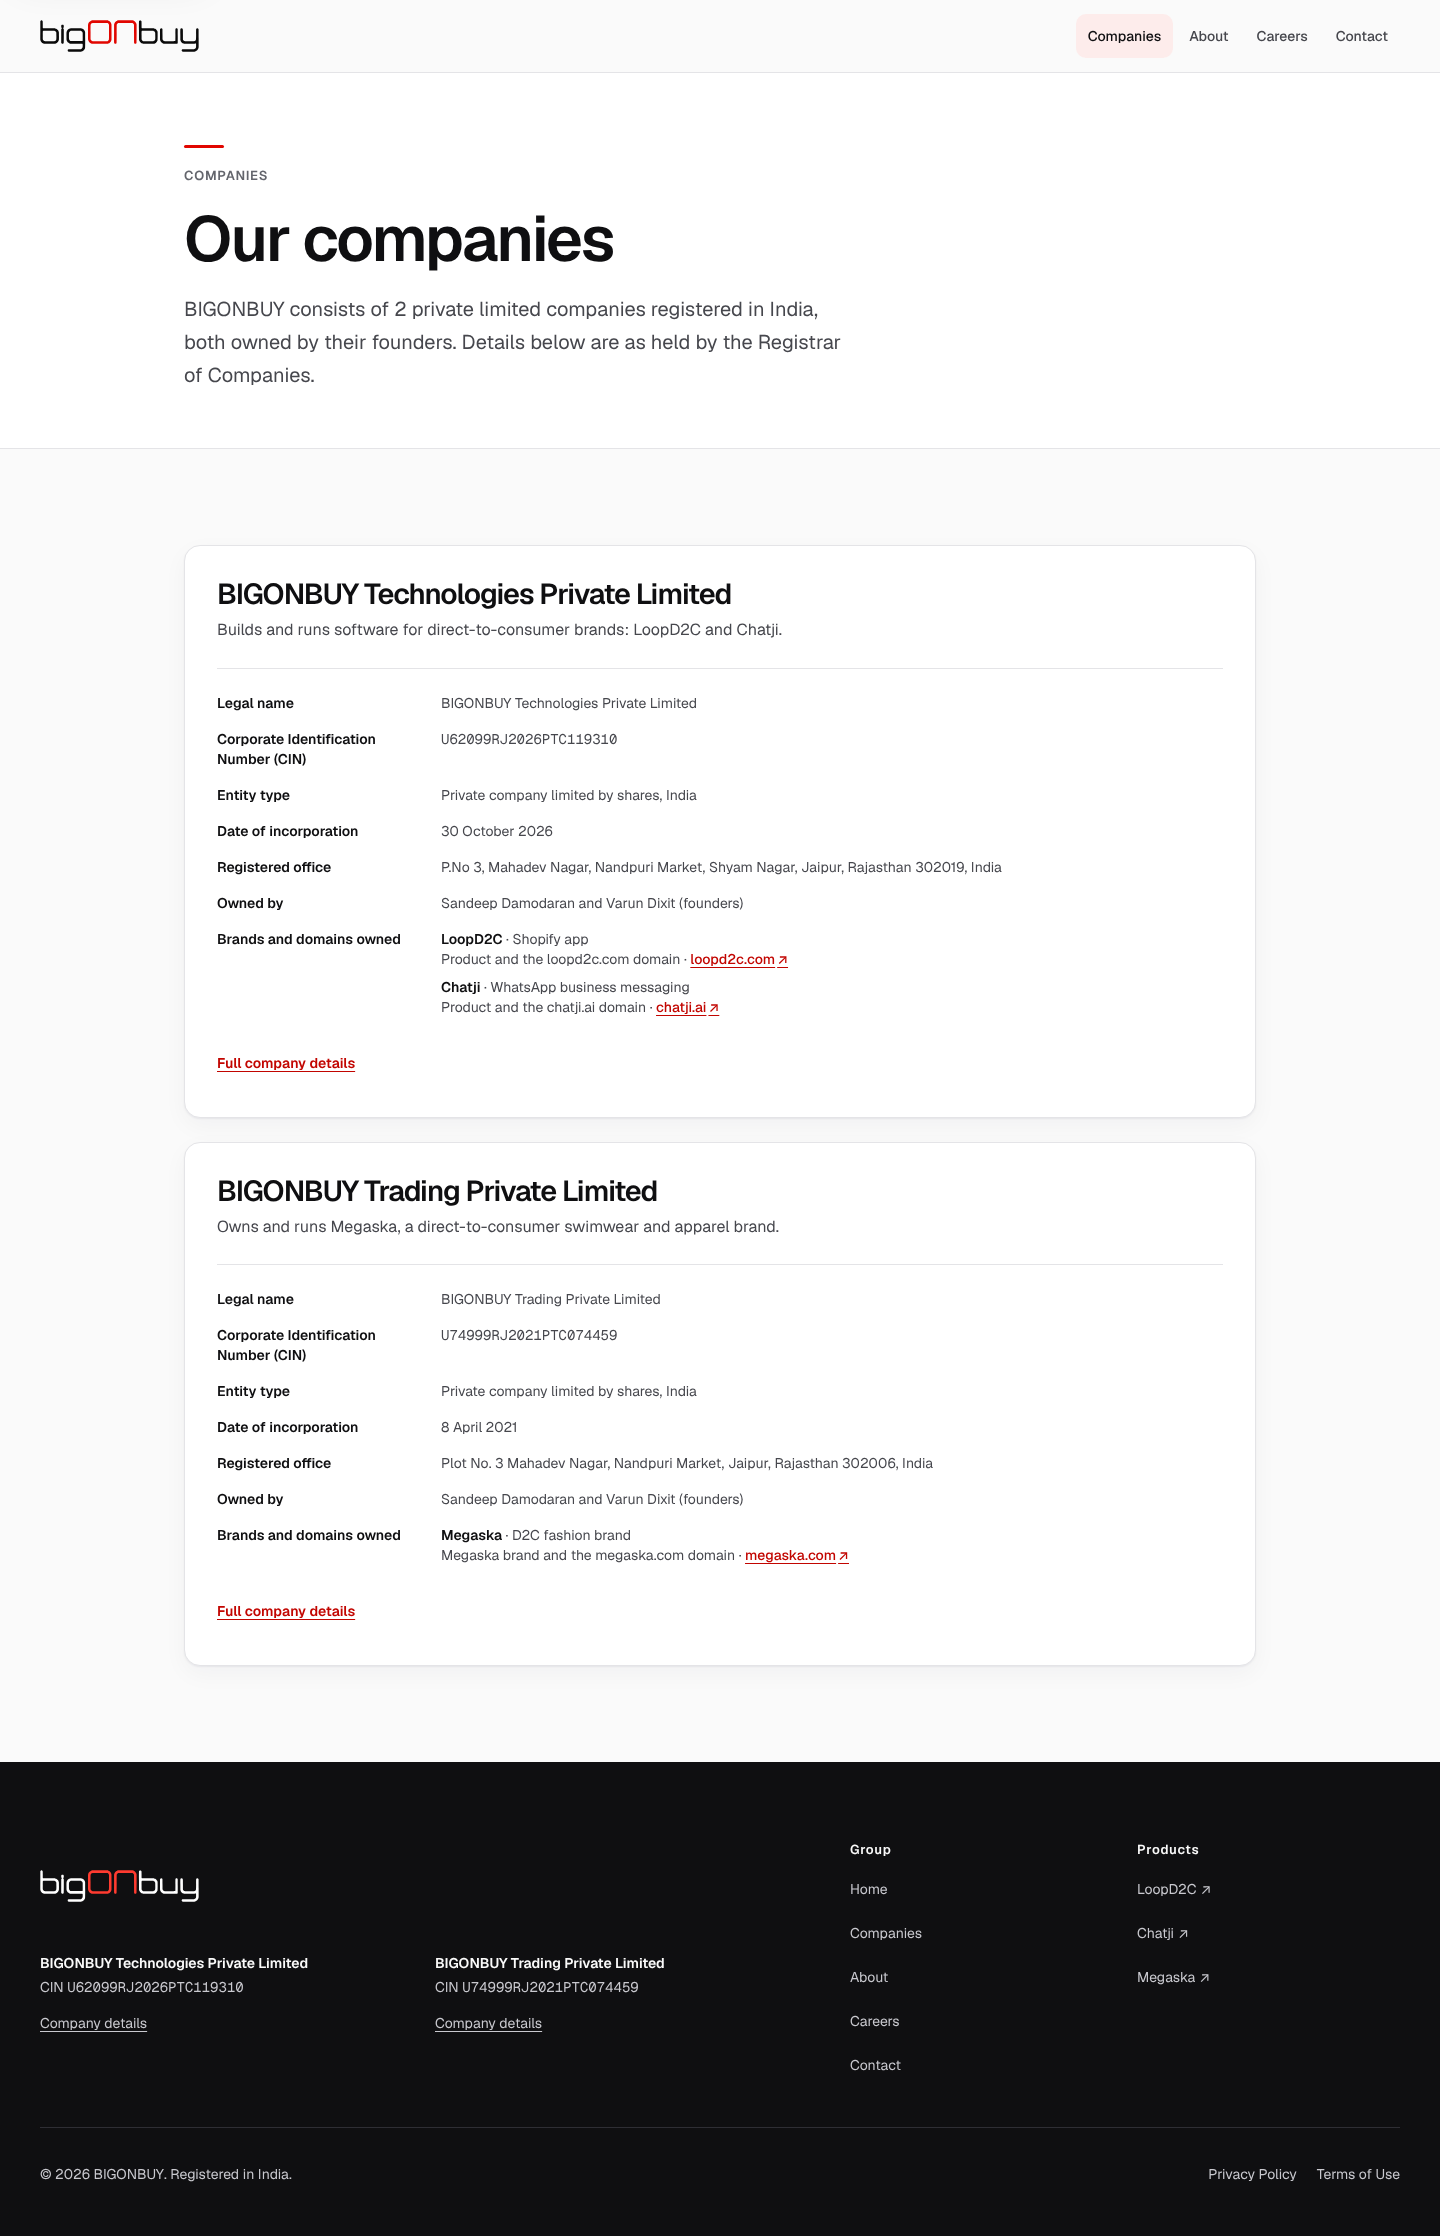 bigONbuy
Companies
About
Careers
Contact
COMPANIES
Our companies
BIGONBUY consists of 2 private limited companies registered in India,
both owned by their founders. Details below are as held by the Registrar
of Companies.
BIGONBUY Technologies Private Limited
Builds and runs software for direct-to-consumer brands: LoopD2C and Chatji.
Legal name
BIGONBUY Technologies Private Limited
Corporate Identification
Number (CIN)
U62099RJ2026PTC119310
Entity type
Private company limited by shares, India
Date of incorporation
30 October 2026
Registered office
P.No 3, Mahadev Nagar, Nandpuri Market, Shyam Nagar, Jaipur, Rajasthan 302019, India
Owned by
Sandeep Damodaran and Varun Dixit (founders)
Brands and domains owned
LoopD2C · Shopify app
Product and the loopd2c.com domain · loopd2c.com ↗
Chatji · WhatsApp business messaging
Product and the chatji.ai domain · chatji.ai ↗
Full company details
BIGONBUY Trading Private Limited
Owns and runs Megaska, a direct-to-consumer swimwear and apparel brand.
Legal name
BIGONBUY Trading Private Limited
Corporate Identification
Number (CIN)
U74999RJ2021PTC074459
Entity type
Private company limited by shares, India
Date of incorporation
8 April 2021
Registered office
Plot No. 3 Mahadev Nagar, Nandpuri Market, Jaipur, Rajasthan 302006, India
Owned by
Sandeep Damodaran and Varun Dixit (founders)
Brands and domains owned
Megaska · D2C fashion brand
Megaska brand and the megaska.com domain · megaska.com ↗
Full company details
bigONbuy
BIGONBUY Technologies Private Limited
CIN U62099RJ2026PTC119310
Company details
BIGONBUY Trading Private Limited
CIN U74999RJ2021PTC074459
Company details
Group
Home
Companies
About
Careers
Contact
Products
LoopD2C ↗
Chatji ↗
Megaska ↗
© 2026 BIGONBUY. Registered in India.
Privacy Policy
Terms of Use